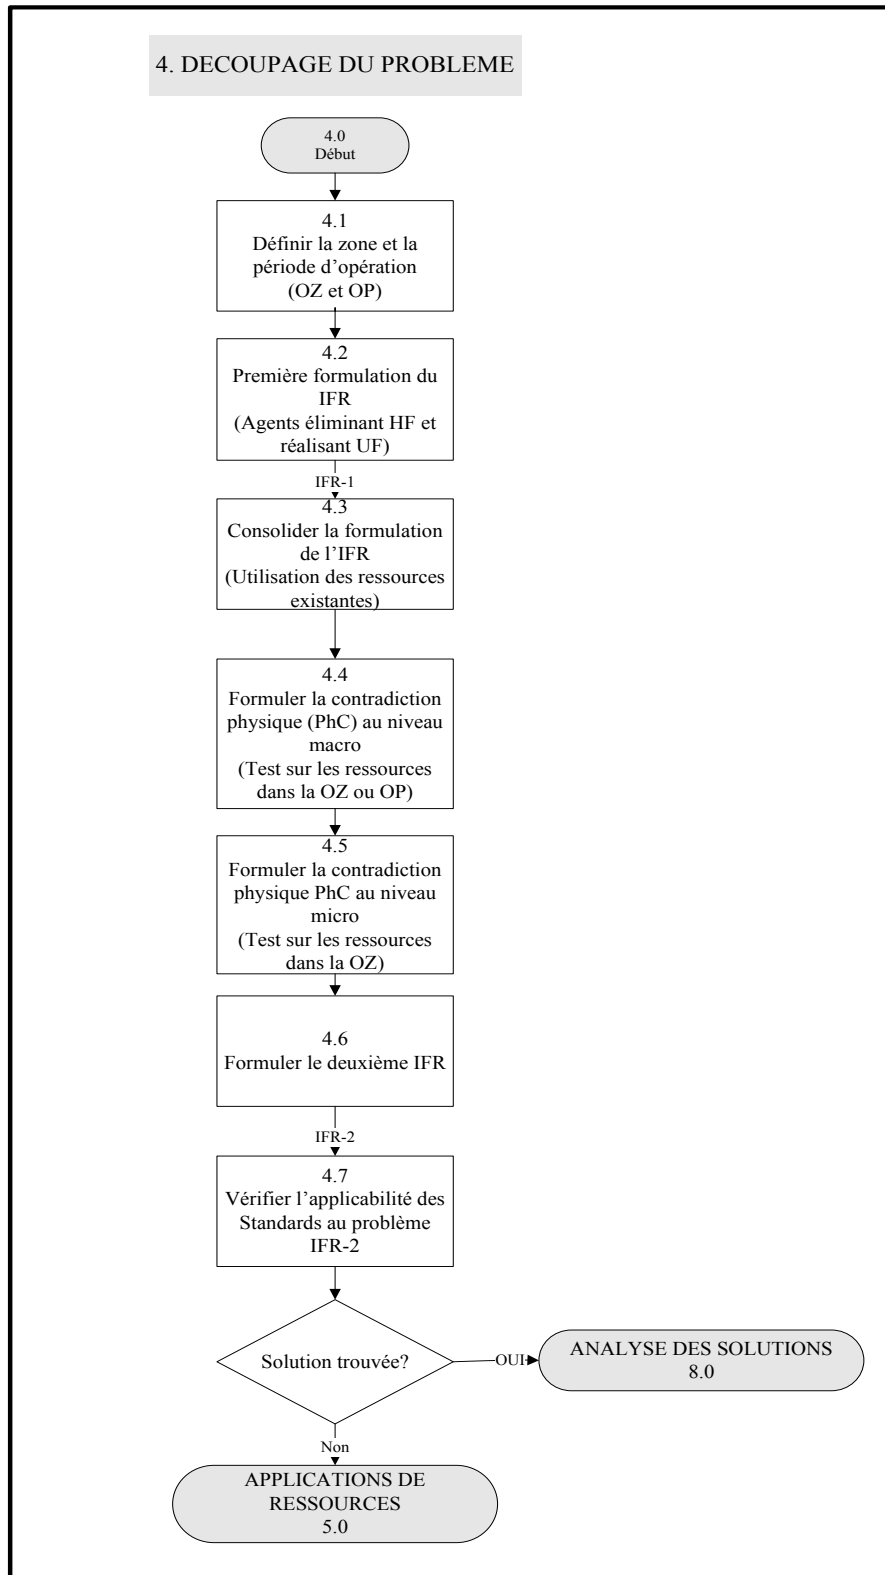 4. DECOUPAGE DU PROBLEME
4.0
Début
4.1
Définir la zone et la
période d’opération
(OZ et OP)
4.2
Première formulation du
IFR
(Agents éliminant HF et
réalisant UF)
IFR-1
4.3
Consolider la formulation
de l’IFR
(Utilisation des ressources
existantes)
4.4
Formuler la contradiction
physique (PhC) au niveau
macro
(Test sur les ressources
dans la OZ ou OP)
4.5
Formuler la contradiction
physique PhC au niveau
micro
(Test sur les ressources
dans la OZ)
4.6
Formuler le deuxième IFR
IFR-2
4.7
Vérifier l’applicabilité des
Standards au problème
IFR-2
Solution trouvée?
OUI
ANALYSE DES SOLUTIONS
8.0
Non
APPLICATIONS DE
RESSOURCES
5.0